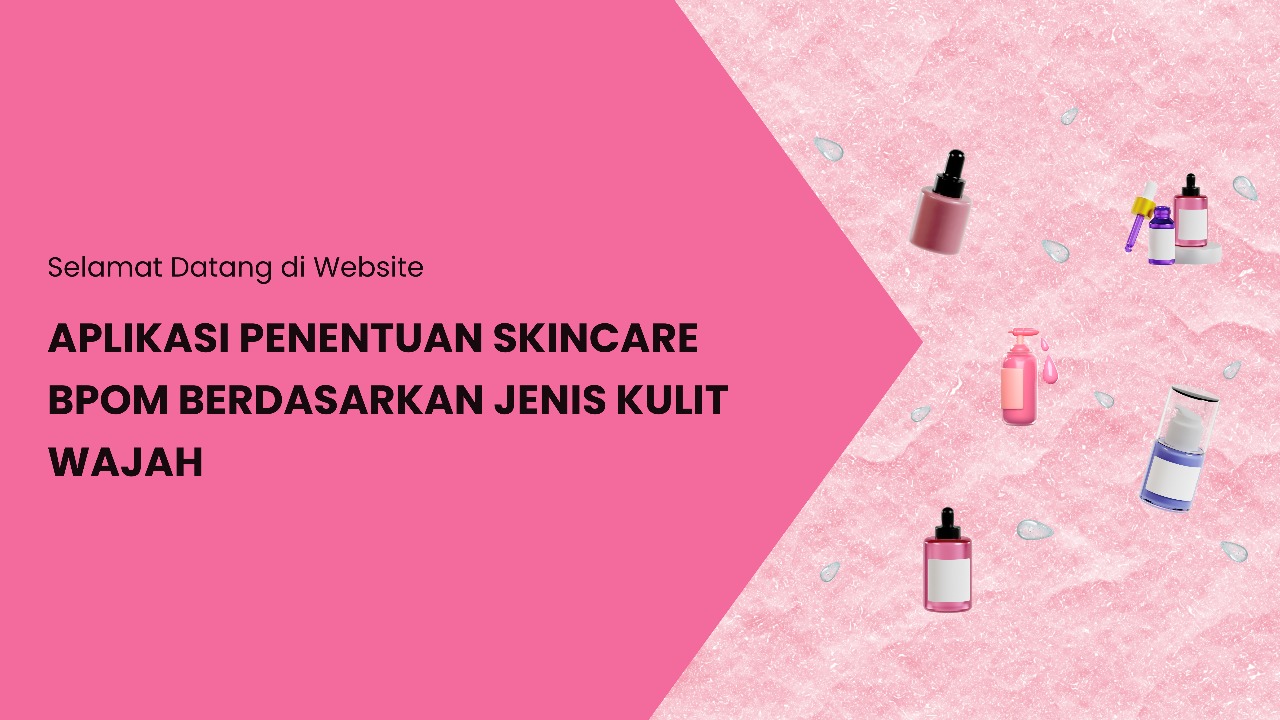 Selamat Datang di Website
APLIKASI PENENTUAN SKINCARE
BPOM BERDASARKAN JENIS KULIT
WAJAH